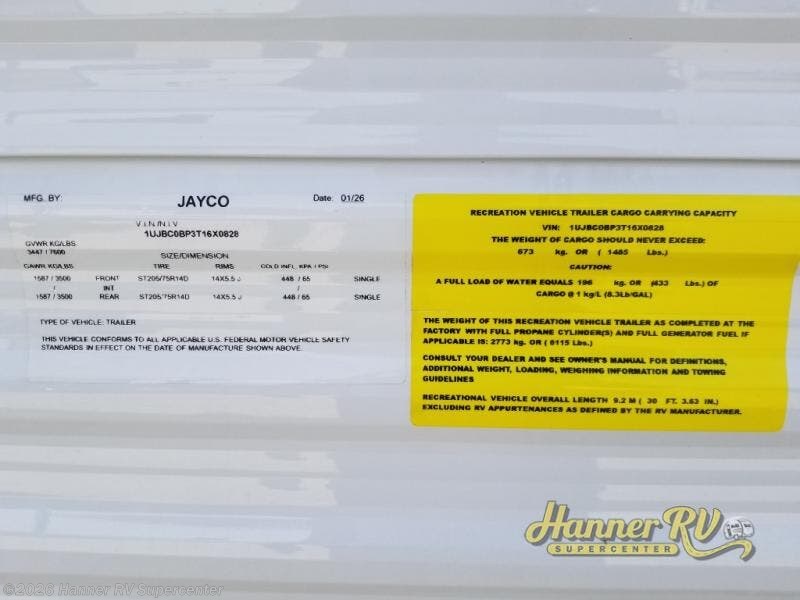 MFG. BY: JAYCO Date: 01/26
V.I.N./N.I.V
1UJBC0BP3T16X0828
GVWR KG/LBS
3447 / 7600
SIZE/DIMENSION
GAWR KG/LBS TIRE RIMS COLD INFL. KPA / PSI
1587 / 3500 FRONT ST205/75R14D 14X5.5 J 448 / 65 SINGLE
/ INT /
1587 / 3500 REAR ST205/75R14D 14X5.5 J 448 / 65 SINGLE
TYPE OF VEHICLE: TRAILER
THIS VEHICLE CONFORMS TO ALL APPLICABLE U.S. FEDERAL MOTOR VEHICLE SAFETY
STANDARDS IN EFFECT ON THE DATE OF MANUFACTURE SHOWN ABOVE.
RECREATION VEHICLE TRAILER CARGO CARRYING CAPACITY
VIN: 1UJBC0BP3T16X0828
THE WEIGHT OF CARGO SHOULD NEVER EXCEED:
673 kg. OR ( 1485 Lbs.)
CAUTION:
A FULL LOAD OF WATER EQUALS 196 kg. OR (433 Lbs.) OF
CARGO @ 1 kg/L (8.3Lb/GAL)
THE WEIGHT OF THIS RECREATION VEHICLE TRAILER AS COMPLETED AT THE
FACTORY WITH FULL PROPANE CYLINDER(S) AND FULL GENERATOR FUEL IF
APPLICABLE IS: 2773 kg. OR ( 6115 Lbs.)
CONSULT YOUR DEALER AND SEE OWNER'S MANUAL FOR DEFINITIONS,
ADDITIONAL WEIGHT, LOADING, WEIGHING INFORMATION AND TOWING
GUIDELINES
RECREATIONAL VEHICLE OVERALL LENGTH 9.2 M ( 30 FT. 3.63 IN.)
EXCLUDING RV APPURTENANCES AS DEFINED BY THE RV MANUFACTURER.
Hanner RV
SUPERCENTER
©2026 Hanner RV Supercenter